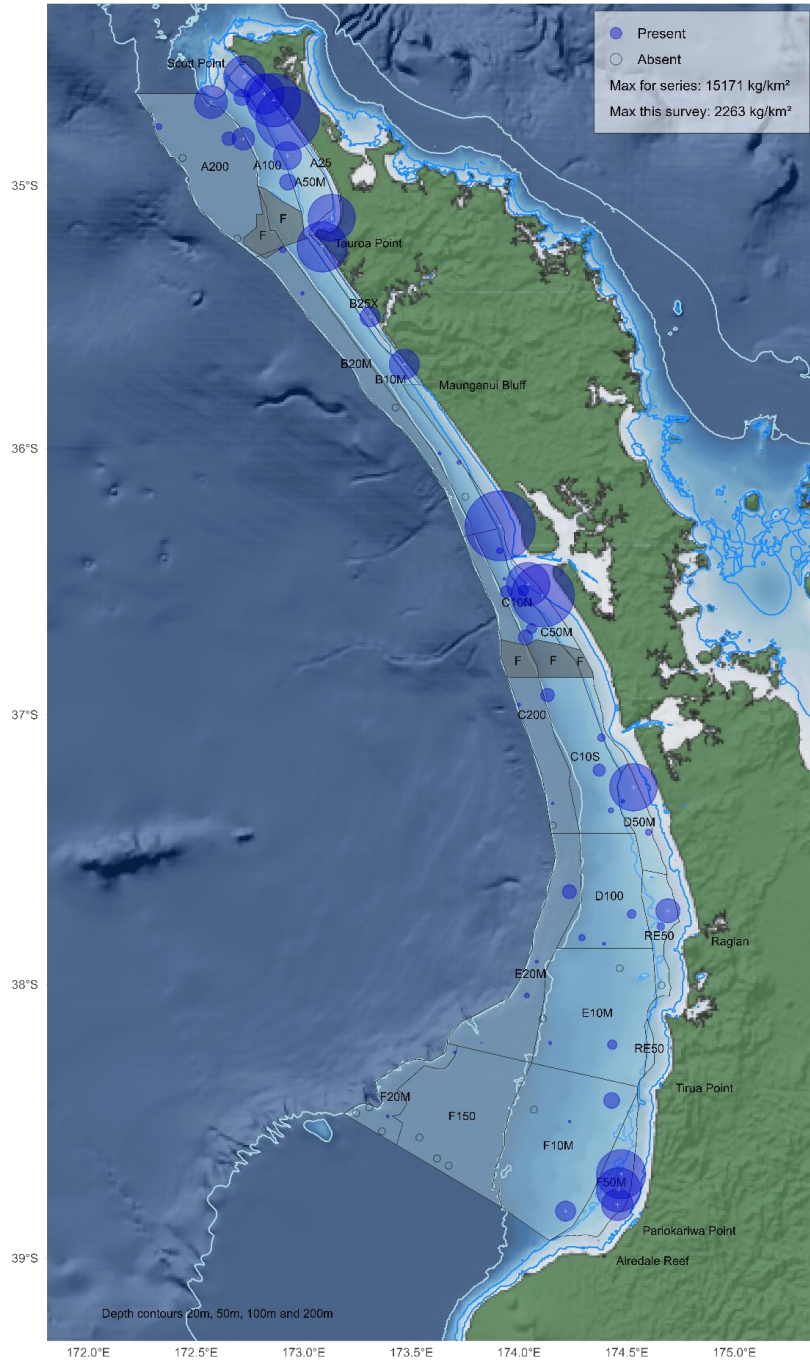 Present
Absent
Max for series: 15171 kg/km²
Max this survey: 2263 kg/km²
Scott Point
A200
A100
A25
A50M
35°S
F
F
Tauroa Point
B25X
B20M
B10M
Maunganui Bluff
36°S
C10N
C50M
F
F
F
37°S
C200
C10S
D50M
D100
RE50
Raglan
E20M
38°S
E10M
RE50
Tirua Point
F20M
F150
F10M
F50M
Pariokariwa Point
39°S
Airedale Reef
Depth contours 20m, 50m, 100m and 200m
172.0°E
172.5°E
173.0°E
173.5°E
174.0°E
174.5°E
175.0°E